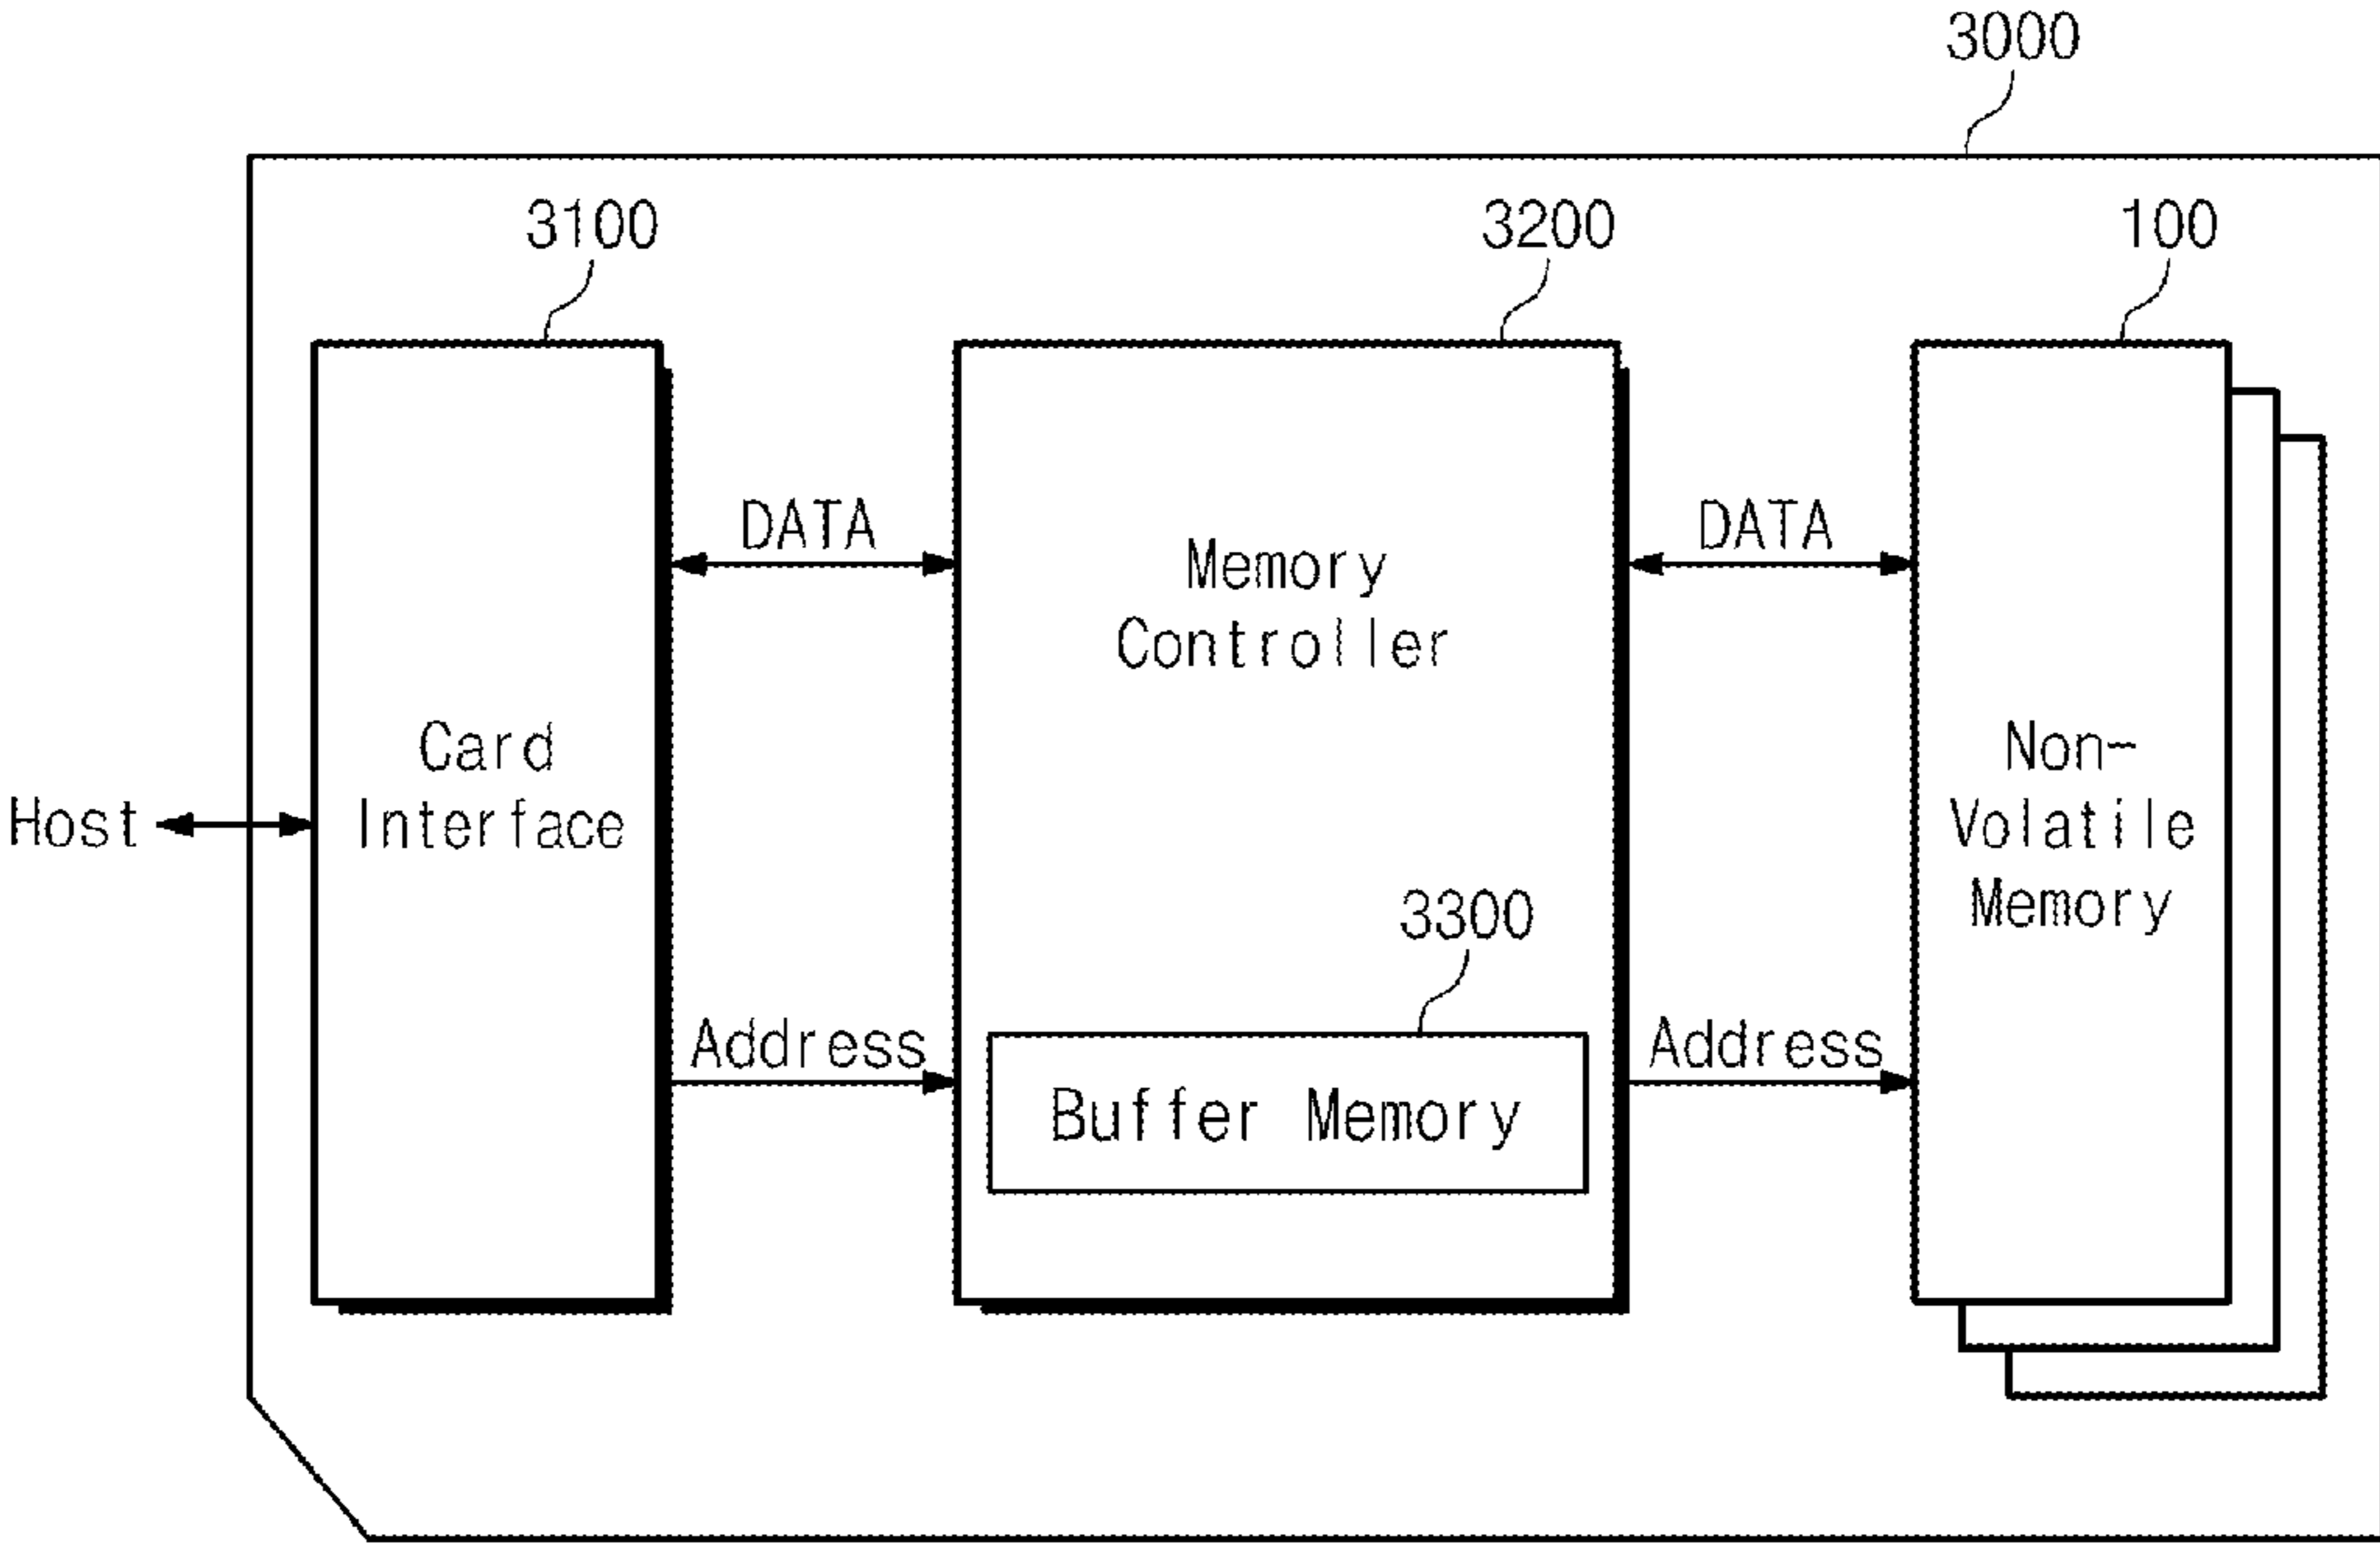 3000
3100
3200
100
DATA
DATA
Memory
Controller
Card
Interface
Host
Non-
Volatile
Memory
3300
Address
Address
Buffer Memory